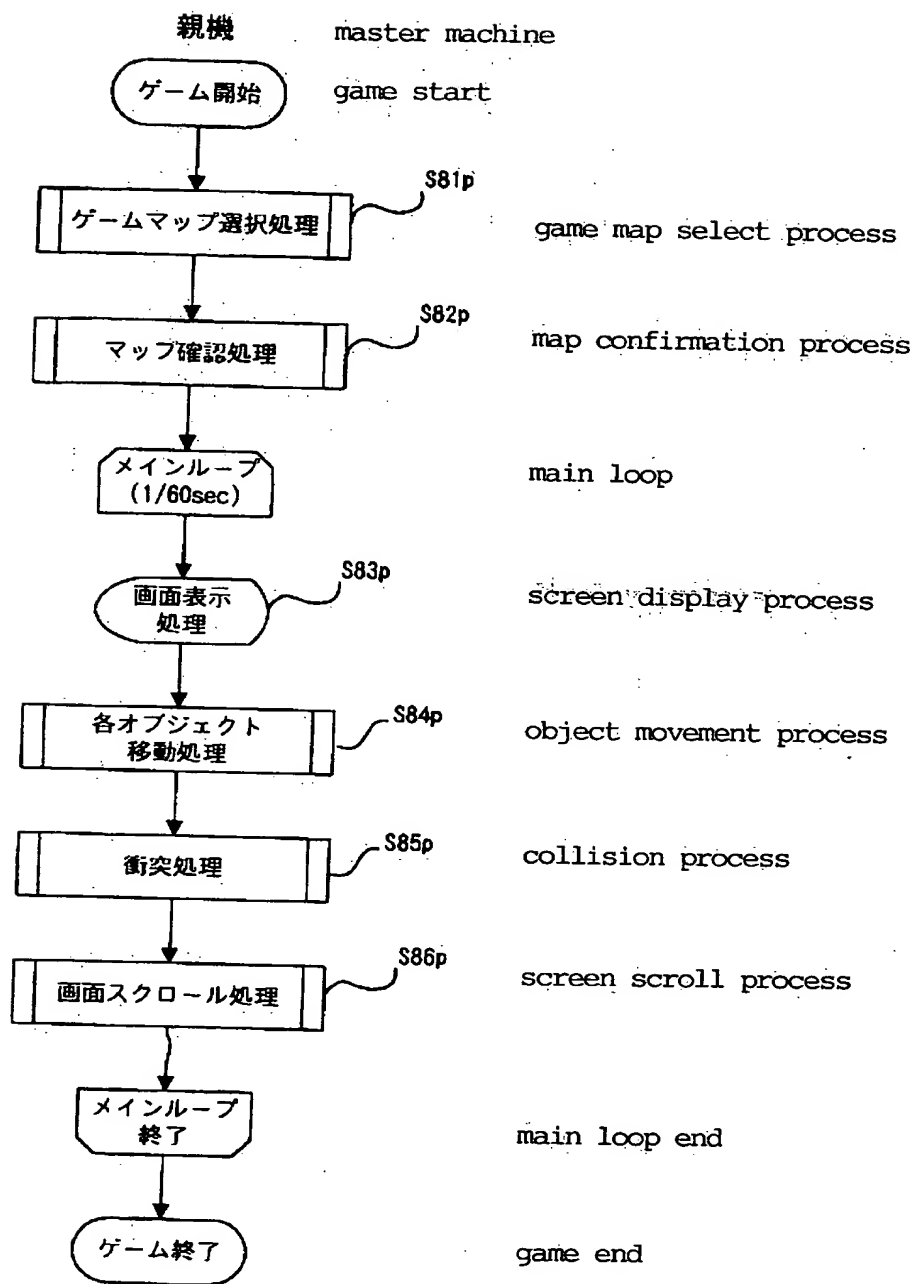 親機 master machine
ゲーム開始 game start
S81p
ゲームマップ選択処理 game map select process
S82p
マップ確認処理 map confirmation process
メインループ main loop
(1/60sec)
S83p
画面表示 screen display process
処理
S84p
各オブジェクト object movement process
移動処理
S85p
衝突処理 collision process
S86p
画面スクロール処理 screen scroll process
メインループ
終了 main loop end
ゲーム終了 game end